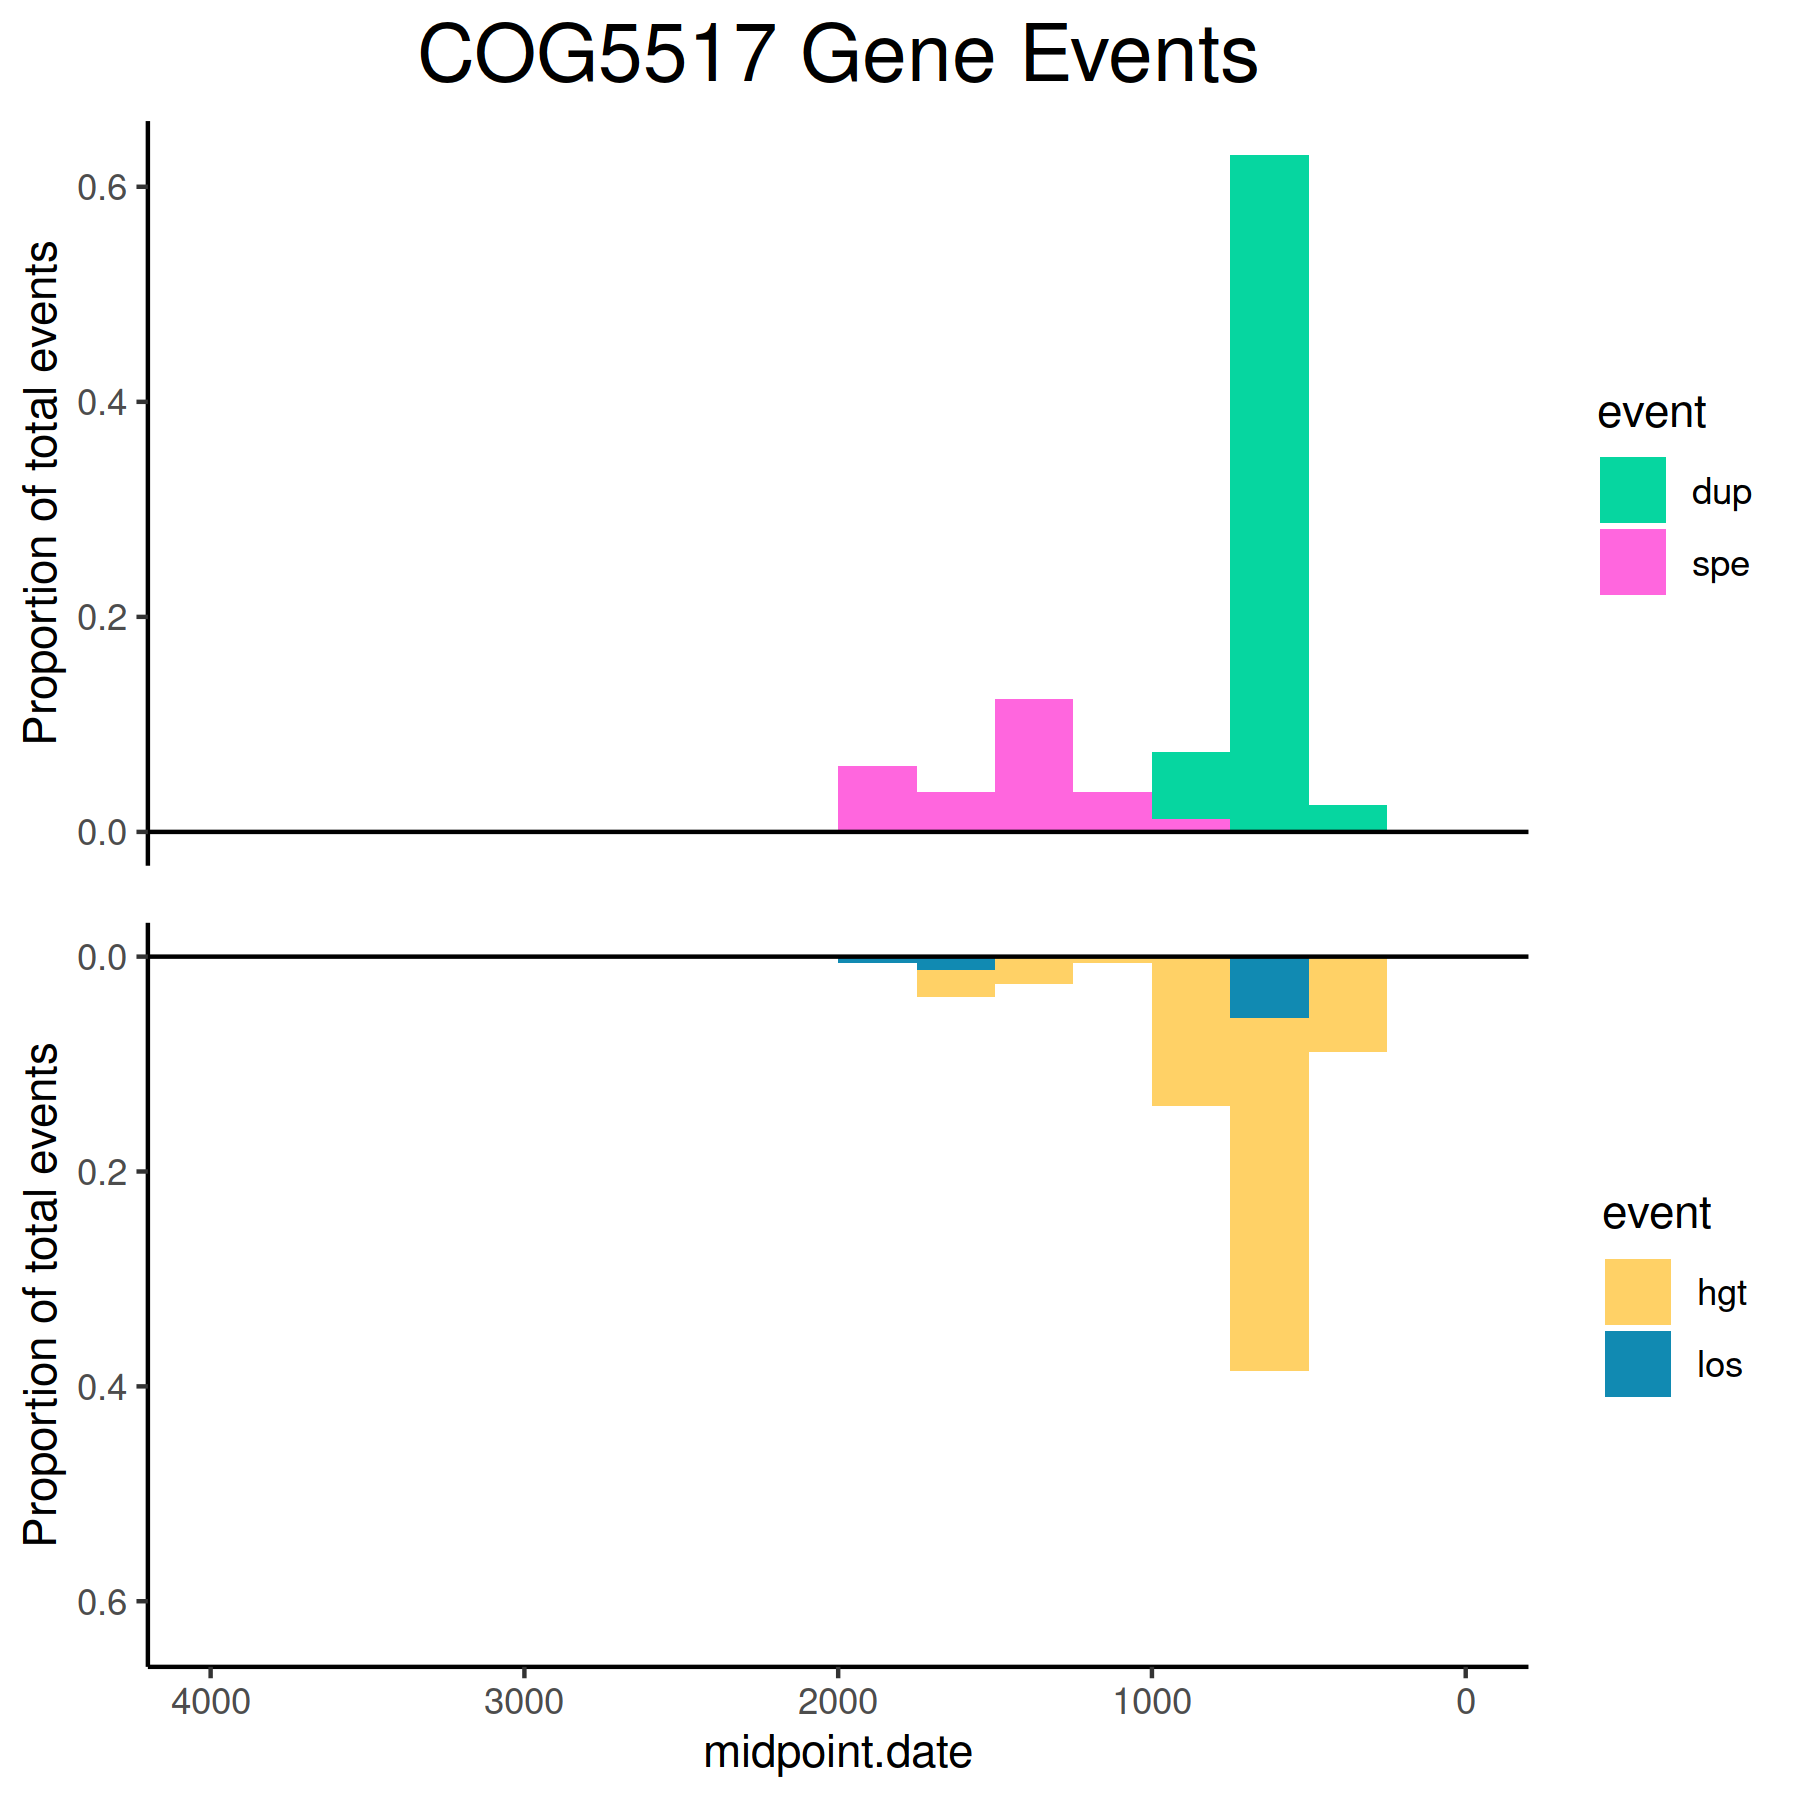 COG5517 Gene Events
Proportion of total events
0.6
0.4
0.2
0.0
event
dup
spe
Proportion of total events
0.0
0.2
0.4
0.6
event
hgt
los
4000 3000 2000 1000 0
midpoint.date